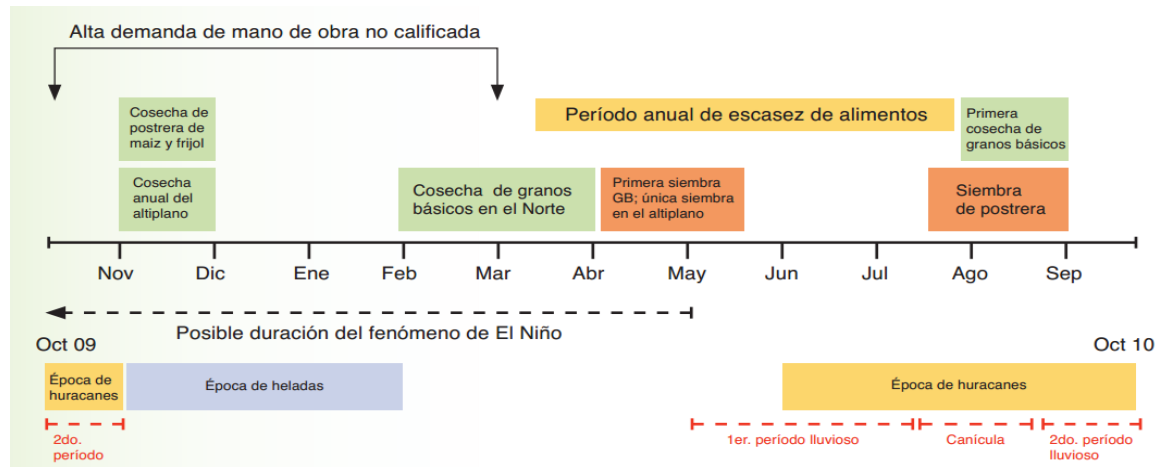 Alta demanda de mano de obra no calificada
Cosecha de
postrera de
maiz y frijol
Período anual de escasez de alimentos
Primera
cosecha de
granos básicos
Cosecha
anual del
altiplano
Cosecha de granos
básicos en el Norte
Primera siembra
GB; única siembra
en el altiplano
Siembra
de postrera
Nov Dic Ene Feb Mar Abr May Jun Jul Ago Sep
Posible duración del fenómeno de El Niño
Oct 09
Oct 10
Época de
huracanes
Época de heladas
Época de huracanes
2do.
período
1er. período lluvioso
Canícula
2do. período
lluvioso